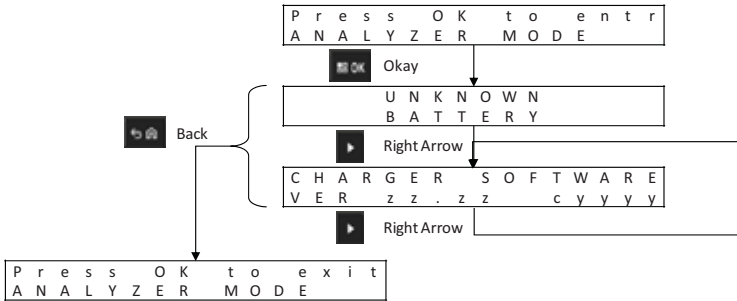 Press OK to entr
ANALYZER MODE
OK Okay
UNKNOWN
BATTERY
Back
Right Arrow
CHARGER SOFTWARE
VER zz.zz cyyyy
Right Arrow
Press OK to exit
ANALYZER MODE